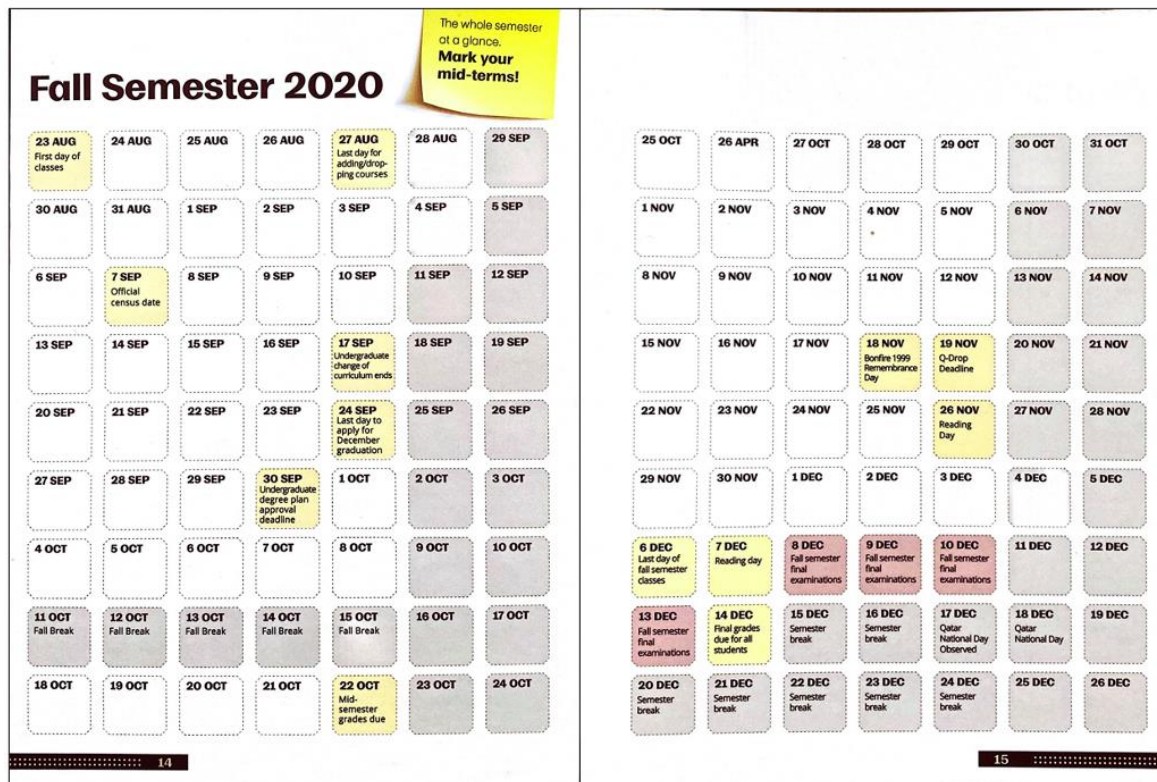 The whole semester
at a glance.
Mark your
mid-terms!
Fall Semester 2020
23 AUG
First day of
classes
24 AUG
25 AUG
26 AUG
27 AUG
Last day for
adding/drop-
ping courses
28 AUG
29 SEP
30 AUG
31 AUG
1 SEP
2 SEP
3 SEP
4 SEP
5 SEP
6 SEP
7 SEP
Official
census date
8 SEP
9 SEP
10 SEP
11 SEP
12 SEP
13 SEP
14 SEP
15 SEP
16 SEP
17 SEP
Undergraduate
change of
curriculum ends
18 SEP
19 SEP
20 SEP
21 SEP
22 SEP
23 SEP
24 SEP
Last day to
apply for
December
graduation
25 SEP
26 SEP
27 SEP
28 SEP
29 SEP
30 SEP
Undergraduate
degree plan
approval
deadline
1 OCT
2 OCT
3 OCT
4 OCT
5 OCT
6 OCT
7 OCT
8 OCT
9 OCT
10 OCT
11 OCT
Fall Break
12 OCT
Fall Break
13 OCT
Fall Break
14 OCT
Fall Break
15 OCT
Fall Break
16 OCT
17 OCT
18 OCT
19 OCT
20 OCT
21 OCT
22 OCT
Mid-
semester
grades due
23 OCT
24 OCT
14
25 OCT
26 APR
27 OCT
28 OCT
29 OCT
30 OCT
31 OCT
1 NOV
2 NOV
3 NOV
4 NOV
5 NOV
6 NOV
7 NOV
8 NOV
9 NOV
10 NOV
11 NOV
12 NOV
13 NOV
14 NOV
15 NOV
16 NOV
17 NOV
18 NOV
Bonfire 1999
Remembrance
Day
19 NOV
Q-Drop
Deadline
20 NOV
21 NOV
22 NOV
23 NOV
24 NOV
25 NOV
26 NOV
Reading
Day
27 NOV
28 NOV
29 NOV
30 NOV
1 DEC
2 DEC
3 DEC
4 DEC
5 DEC
6 DEC
Last day of
fall semester
classes
7 DEC
Reading day
8 DEC
Fall semester
final
examinations
9 DEC
Fall semester
final
examinations
10 DEC
Fall semester
final
examinations
11 DEC
12 DEC
13 DEC
Fall semester
final
examinations
14 DEC
Final grades
due for all
students
15 DEC
Semester
break
16 DEC
Semester
break
17 DEC
Qatar
National Day
Observed
18 DEC
Qatar
National Day
19 DEC
20 DEC
Semester
break
21 DEC
Semester
break
22 DEC
Semester
break
23 DEC
Semester
break
24 DEC
Semester
break
25 DEC
26 DEC
15